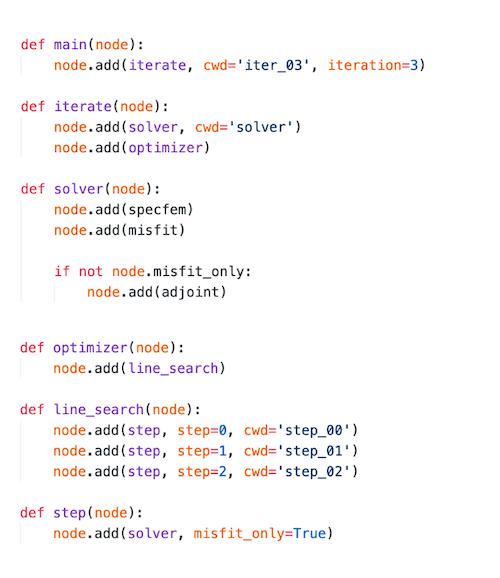 def main(node):
    node.add(iterate, cwd='iter_03', iteration=3)
def iterate(node):
    node.add(solver, cwd='solver')
    node.add(optimizer)
def solver(node):
    node.add(specfem)
    node.add(misfit)
    if not node.misfit_only:
        node.add(adjoint)
def optimizer(node):
    node.add(line_search)
def line_search(node):
    node.add(step, step=0, cwd='step_00')
    node.add(step, step=1, cwd='step_01')
    node.add(step, step=2, cwd='step_02')
def step(node):
    node.add(solver, misfit_only=True)